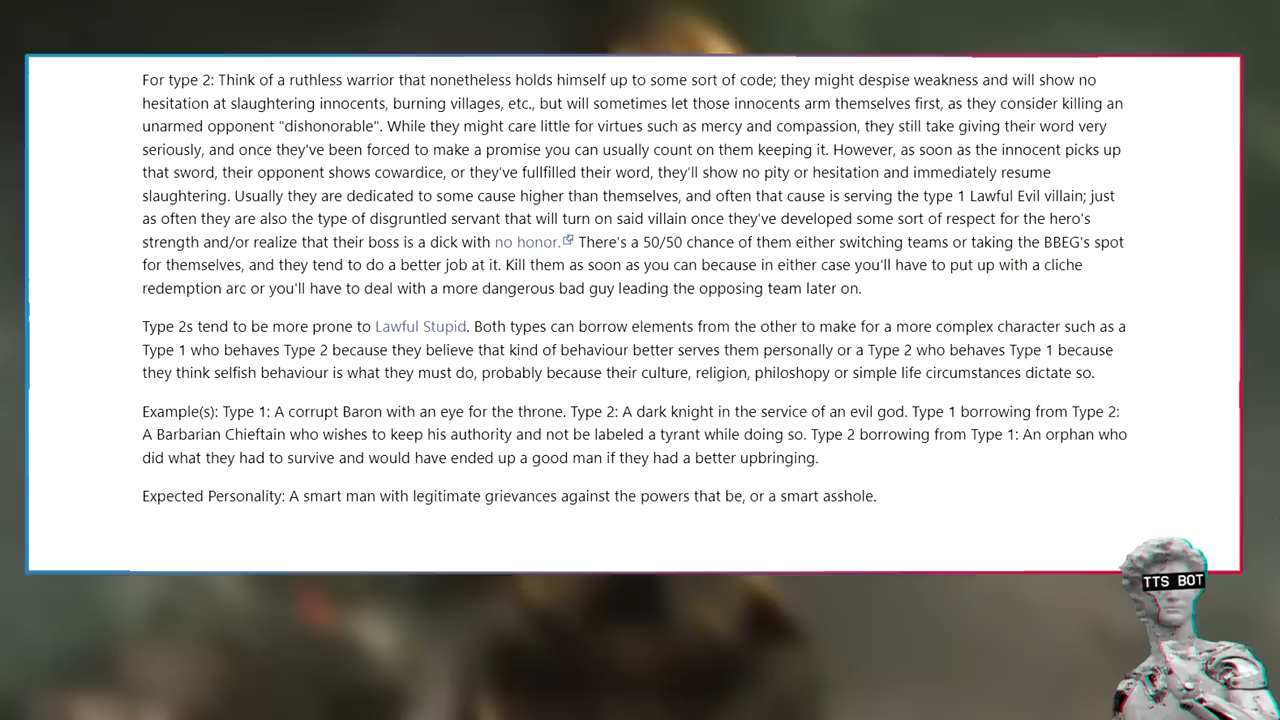 For type 2: Think of a ruthless warrior that nonetheless holds himself up to some sort of code; they might despise weakness and will show no
hesitation at slaughtering innocents, burning villages, etc., but will sometimes let those innocents arm themselves first, as they consider killing an
unarmed opponent "dishonorable". While they might care little for virtues such as mercy and compassion, they still take giving their word very
seriously, and once they've been forced to make a promise you can usually count on them keeping it. However, as soon as the innocent picks up
that sword, their opponent shows cowardice, or they've fullfilled their word, they'll show no pity or hesitation and immediately resume
slaughtering. Usually they are dedicated to some cause higher than themselves, and often that cause is serving the type 1 Lawful Evil villain; just
as often they are also the type of disgruntled servant that will turn on said villain once they've developed some sort of respect for the hero's
strength and/or realize that their boss is a dick with no honor. There's a 50/50 chance of them either switching teams or taking the BBEG's spot
for themselves, and they tend to do a better job at it. Kill them as soon as you can because in either case you'll have to put up with a cliche
redemption arc or you'll have to deal with a more dangerous bad guy leading the opposing team later on.
Type 2s tend to be more prone to Lawful Stupid. Both types can borrow elements from the other to make for a more complex character such as a
Type 1 who behaves Type 2 because they believe that kind of behaviour better serves them personally or a Type 2 who behaves Type 1 because
they think selfish behaviour is what they must do, probably because their culture, religion, philoshopy or simple life circumstances dictate so.
Example(s): Type 1: A corrupt Baron with an eye for the throne. Type 2: A dark knight in the service of an evil god. Type 1 borrowing from Type 2:
A Barbarian Chieftain who wishes to keep his authority and not be labeled a tyrant while doing so. Type 2 borrowing from Type 1: An orphan who
did what they had to survive and would have ended up a good man if they had a better upbringing.
Expected Personality: A smart man with legitimate grievances against the powers that be, or a smart asshole.
TTS BOT